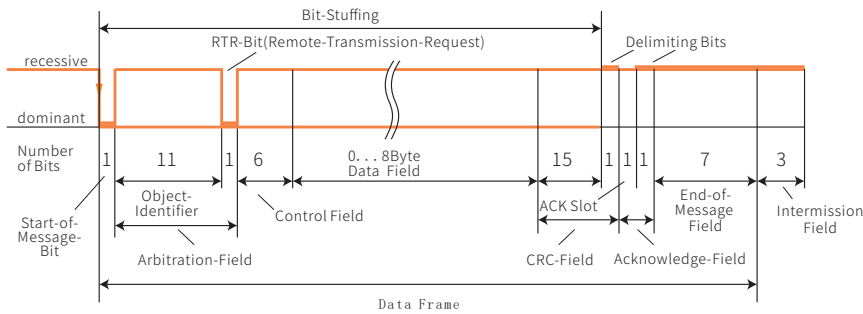 Bit-Stuffing
RTR-Bit(Remote-Transmission-Request)
Delimiting Bits
recessive
dominant
Number
of Bits
1
11
1
6
0...8Byte
Data Field
15
1
1
1
7
3
Start-of-
Message-
Bit
Object-
Identifier
Control Field
ACK Slot
End-of-
Message
Field
Intermission
Field
Arbitration-Field
CRC-Field
Acknowledge-Field
Data Frame